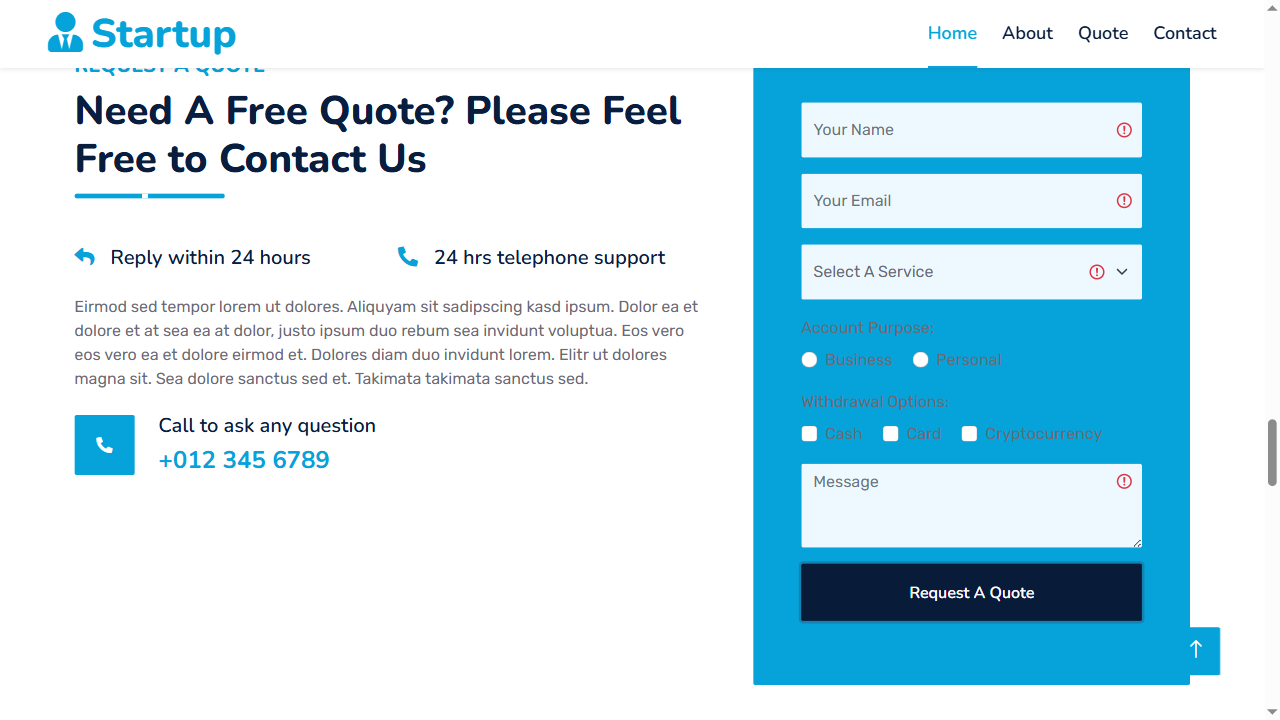 Startup
Home
About
Quote
Contact
REQUEST A QUOTE
Need A Free Quote? Please Feel
Free to Contact Us
Reply within 24 hours
24 hrs telephone support
Eirmod sed tempor lorem ut dolores. Aliquyam sit sadipscing kasd ipsum. Dolor ea et
dolore et at sea ea at dolor, justo ipsum duo rebum sea invidunt voluptua. Eos vero
eos vero ea et dolore eirmod et. Dolores diam duo invidunt lorem. Elitr ut dolores
magna sit. Sea dolore sanctus sed et. Takimata takimata sanctus sed.
Call to ask any question
+012 345 6789
Your Name
Your Email
Select A Service
Account Purpose:
Business
Personal
Withdrawal Options:
Cash
Card
Cryptocurrency
Message
Request A Quote